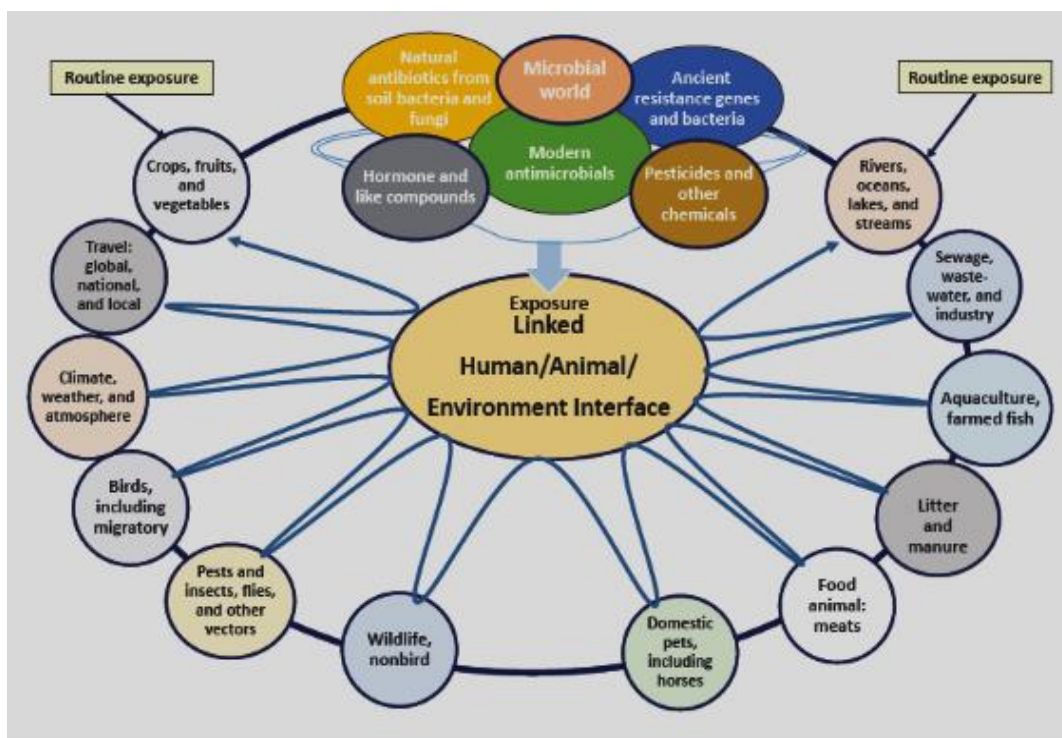 Routine exposure
Natural
antibiotics from
soil bacteria and
fungi
Microbial
world
Ancient
resistance genes
and bacteria
Routine exposure
Crops, fruits,
and
vegetables
Hormone and
like compounds
Modern
antimicrobials
Pesticides and
other
chemicals
Rivers,
oceans,
lakes, and
streams
Travel:
global,
national,
and local
Exposure
Linked
Human/Animal/
Environment Interface
Sewage,
waste-
water, and
industry
Climate,
weather, and
atmosphere
Aquaculture,
farmed fish
Birds,
including
migratory
Litter
and
manure
Pests and
insects, flies,
and other
vectors
Wildlife,
nonbird
Domestic
pets,
including
horses
Food
animal:
meats